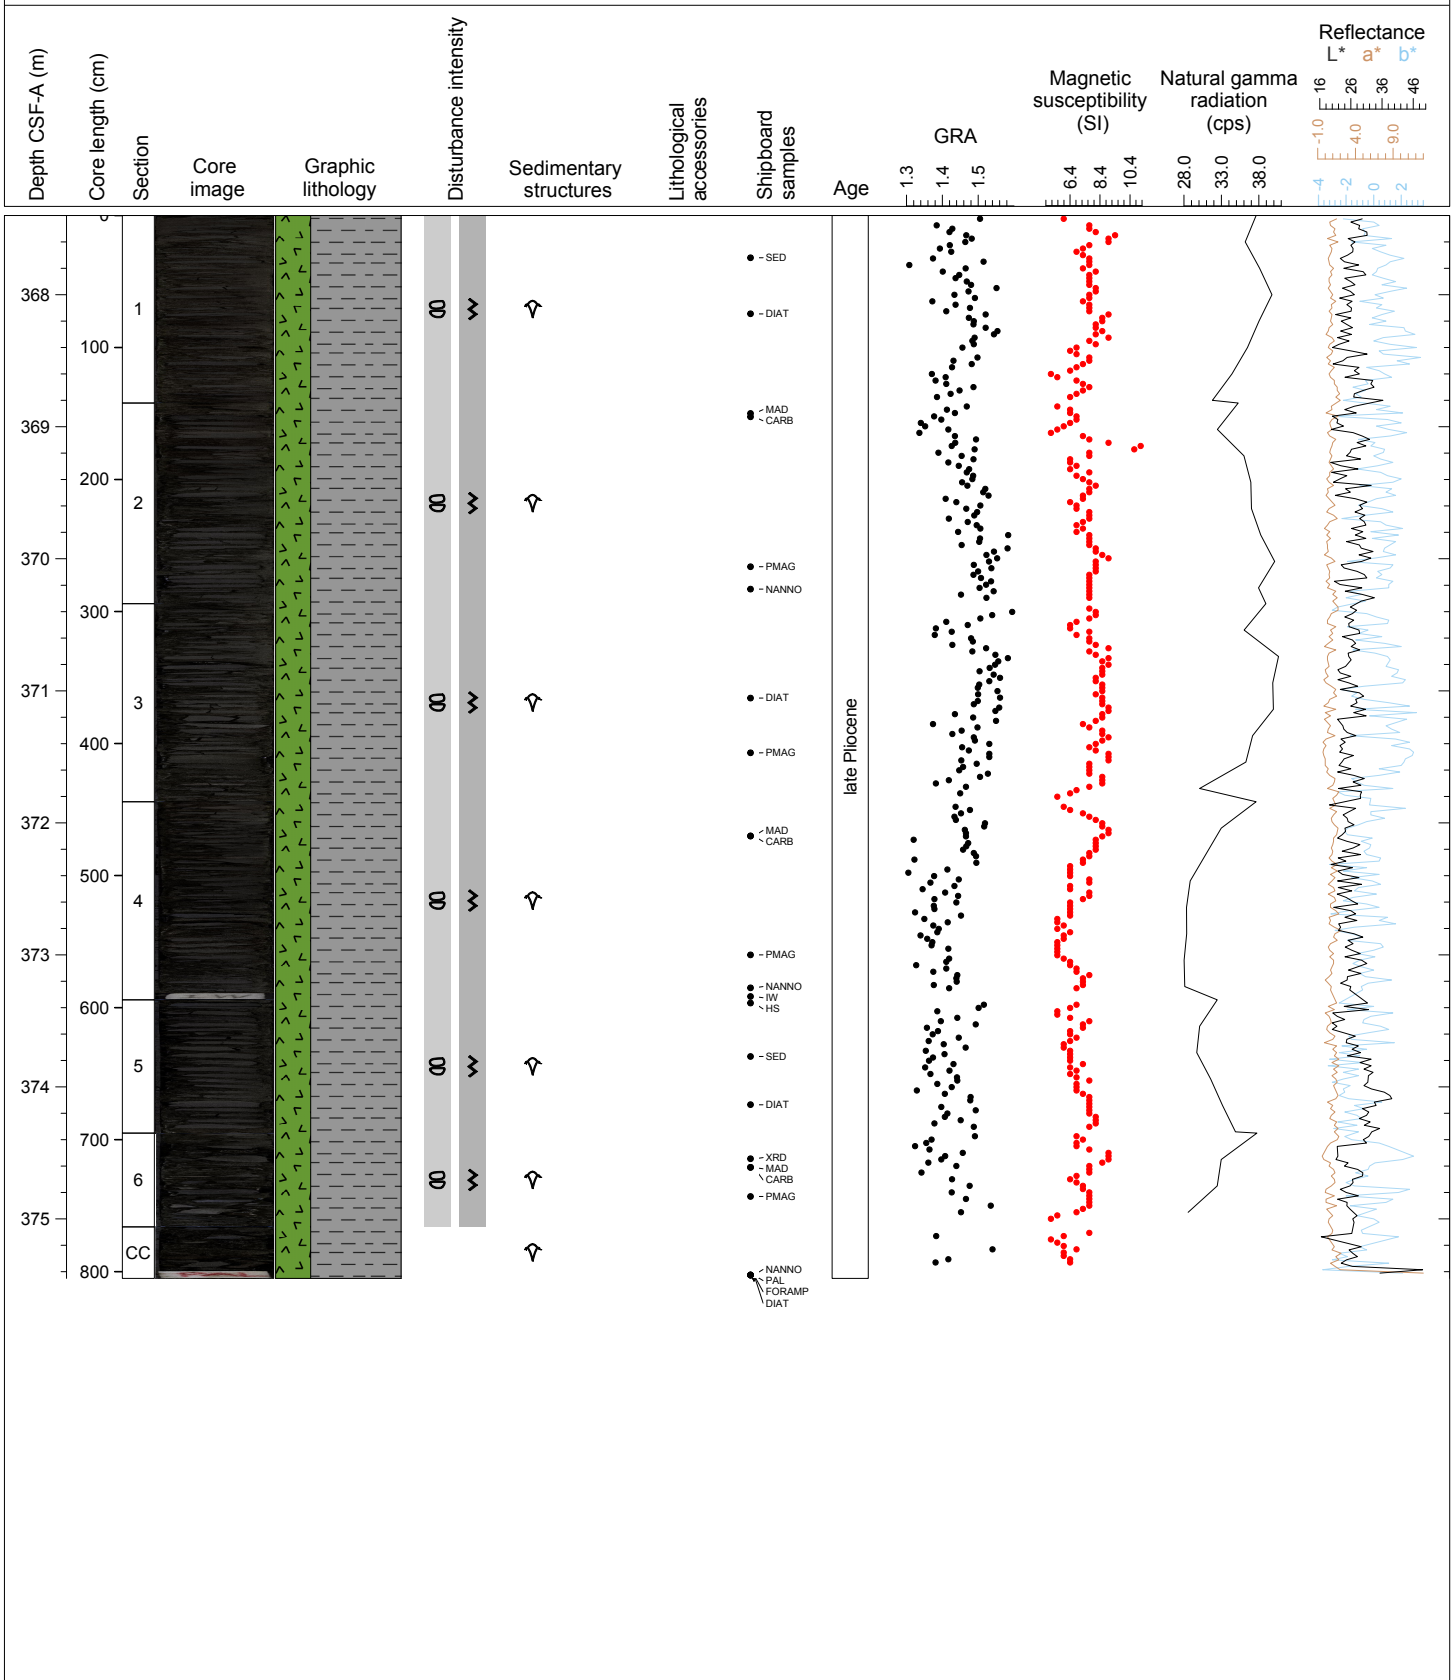 Depth CSF-A (m)
Core length (cm)
Section
Core
image
Graphic
lithology
Disturbance intensity
Sedimentary
structures
Lithological
accessories
Shipboard
samples
Age
GRA
1.3 1.4 1.5
Magnetic
susceptibility
(SI)
6.4 8.4 10.4
Natural gamma
radiation
(cps)
28.0 33.0 38.0
Reflectance
L* a* b*
16 26 36 46
-1.0 4.0 9.0
-4 -2 0 2
0
SED
368
1
DIAT
100
MAD
CARB
369
200
2
370
PMAG
NANNO
300
371
3
DIAT
400
PMAG
late Pliocene
372
MAD
CARB
500
4
373
PMAG
NANNO
IW
HS
600
SED
5
374
DIAT
700
XRD
MAD
CARB
6
PMAG
375
CC
800
NANNO
PAL
FORAMP
DIAT